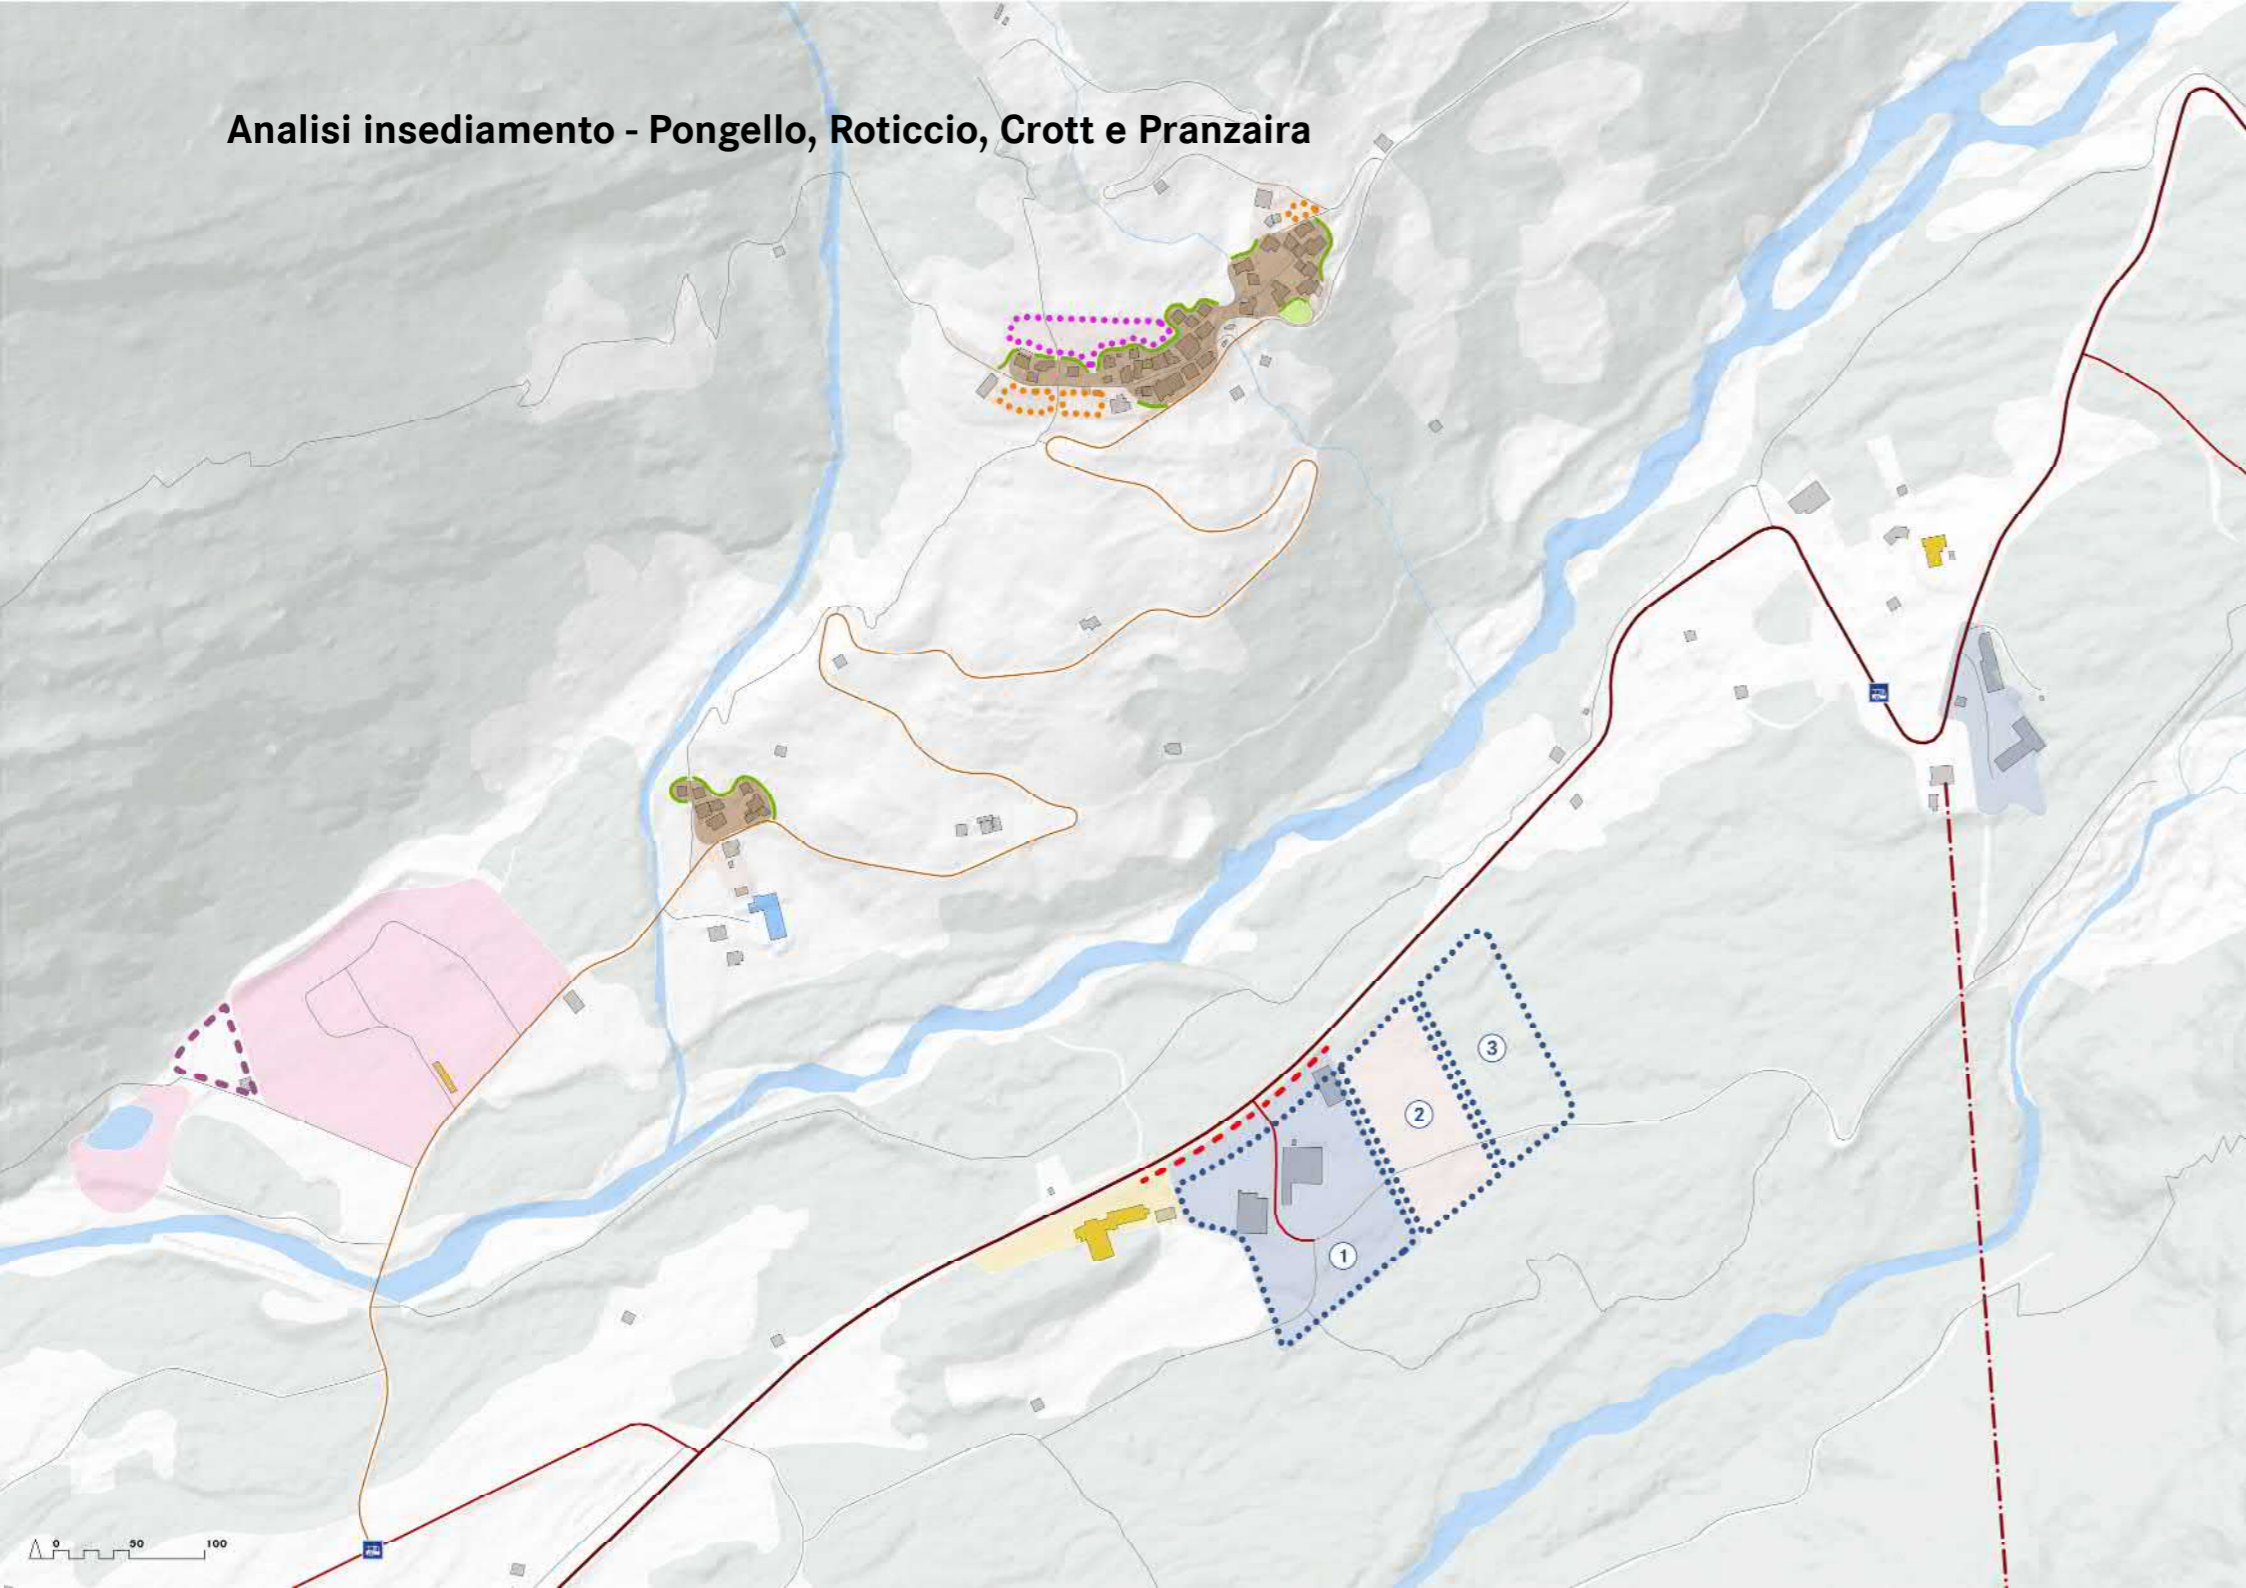 Analisi insediamento - Pongello, Roticcio, Crott e Pranzaira
3
2
1
0 50 100